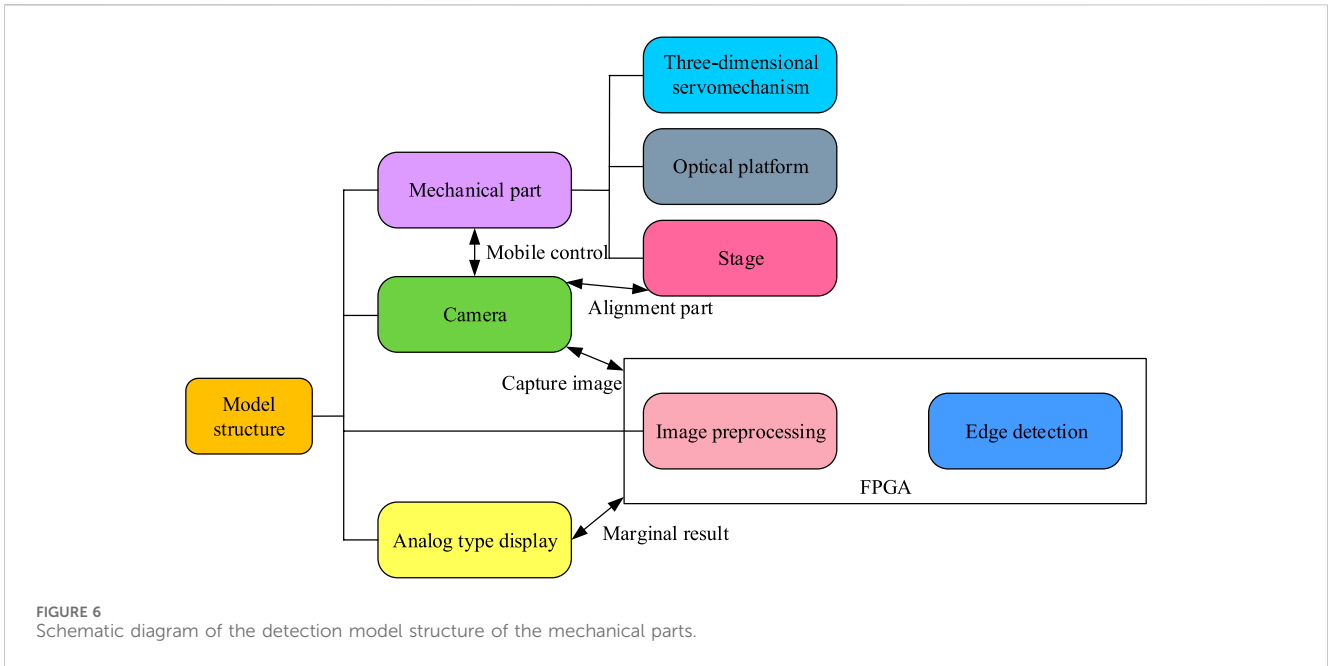 Three-dimensional
servomechanism
Optical platform
Mechanical part
Mobile control
Stage
Camera
Alignment part
Capture image
Model
structure
Image preprocessing
Edge detection
FPGA
Analog type display
Marginal result
FIGURE 6
Schematic diagram of the detection model structure of the mechanical parts.